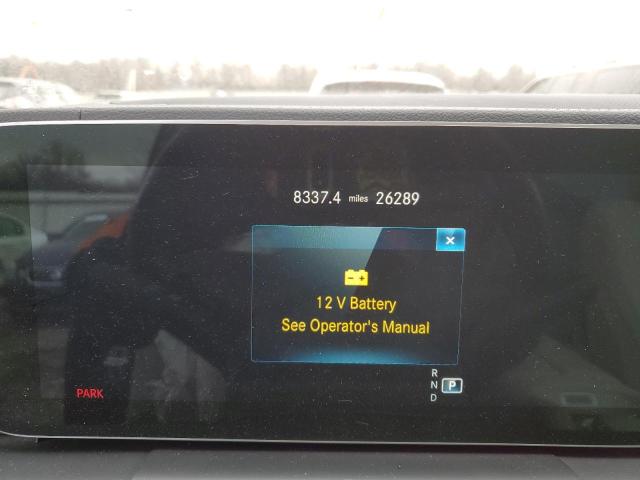 8337.4 miles 26289
×
- +
12 V Battery
See Operator's Manual
R
N P
D
PARK